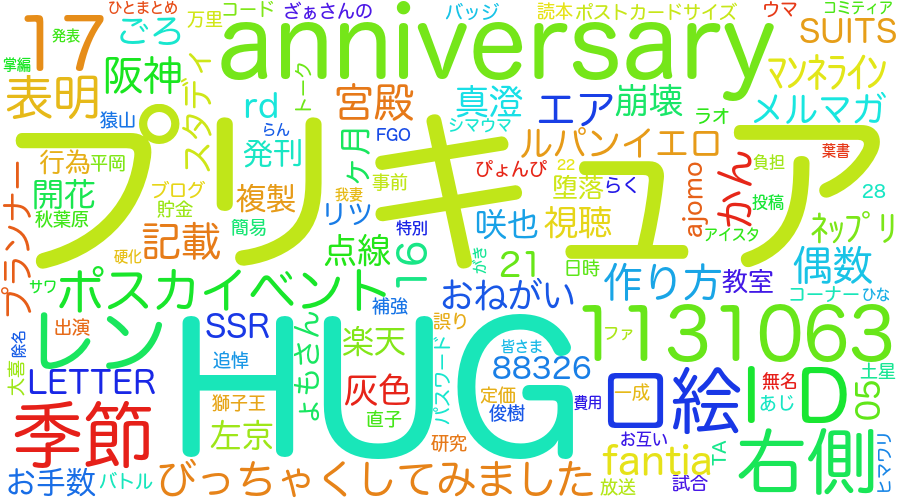 17
発表
ごろ
万里
コード
ざぁさんの
バッジ
読本
ポストカードサイズ
ウマ
コミティア
ひとまとめ
掌編
阪神
スタディ
anniversary
SUITS
マンネライン
表明
猿山
rd
らん
トーク
宮殿
FGO
真澄
シマウマ
エア
崩壊
ラオ
メルマガ
行為
平岡
発刊
ケ月
ルパンイエロ
葉書
プリキュア
開花
秋葉原
ブログ
貯金
複製
簡易
我妻
事前
リツ
特別
ぴょんぴ
22
堕落
らく
ajomo
かん
負担
投稿
28
プランナー
記載
硬化
点線
16
咲也
がき
視聴
アイスタ
ネップリ
サワ
ポスカイベント
補強
21
日時
おねがい
作り方
教室
偶数
コーナー
ひな
レン
出演
除名
SSR
追悼
ょもさん
楽天
誤り
パスワード
皆さま
88326
ファ
1131063
土星
大喜
LETTER
獅子王
HUG
灰色
直子
定価
俊樹
費用
一成
口絵
無名
ID
あじ
05
季節
左京
研究
お互い
fantia
TA
右側
ヒマワリ
お手数
バトル
びっちゃくしてみました
放送
試合